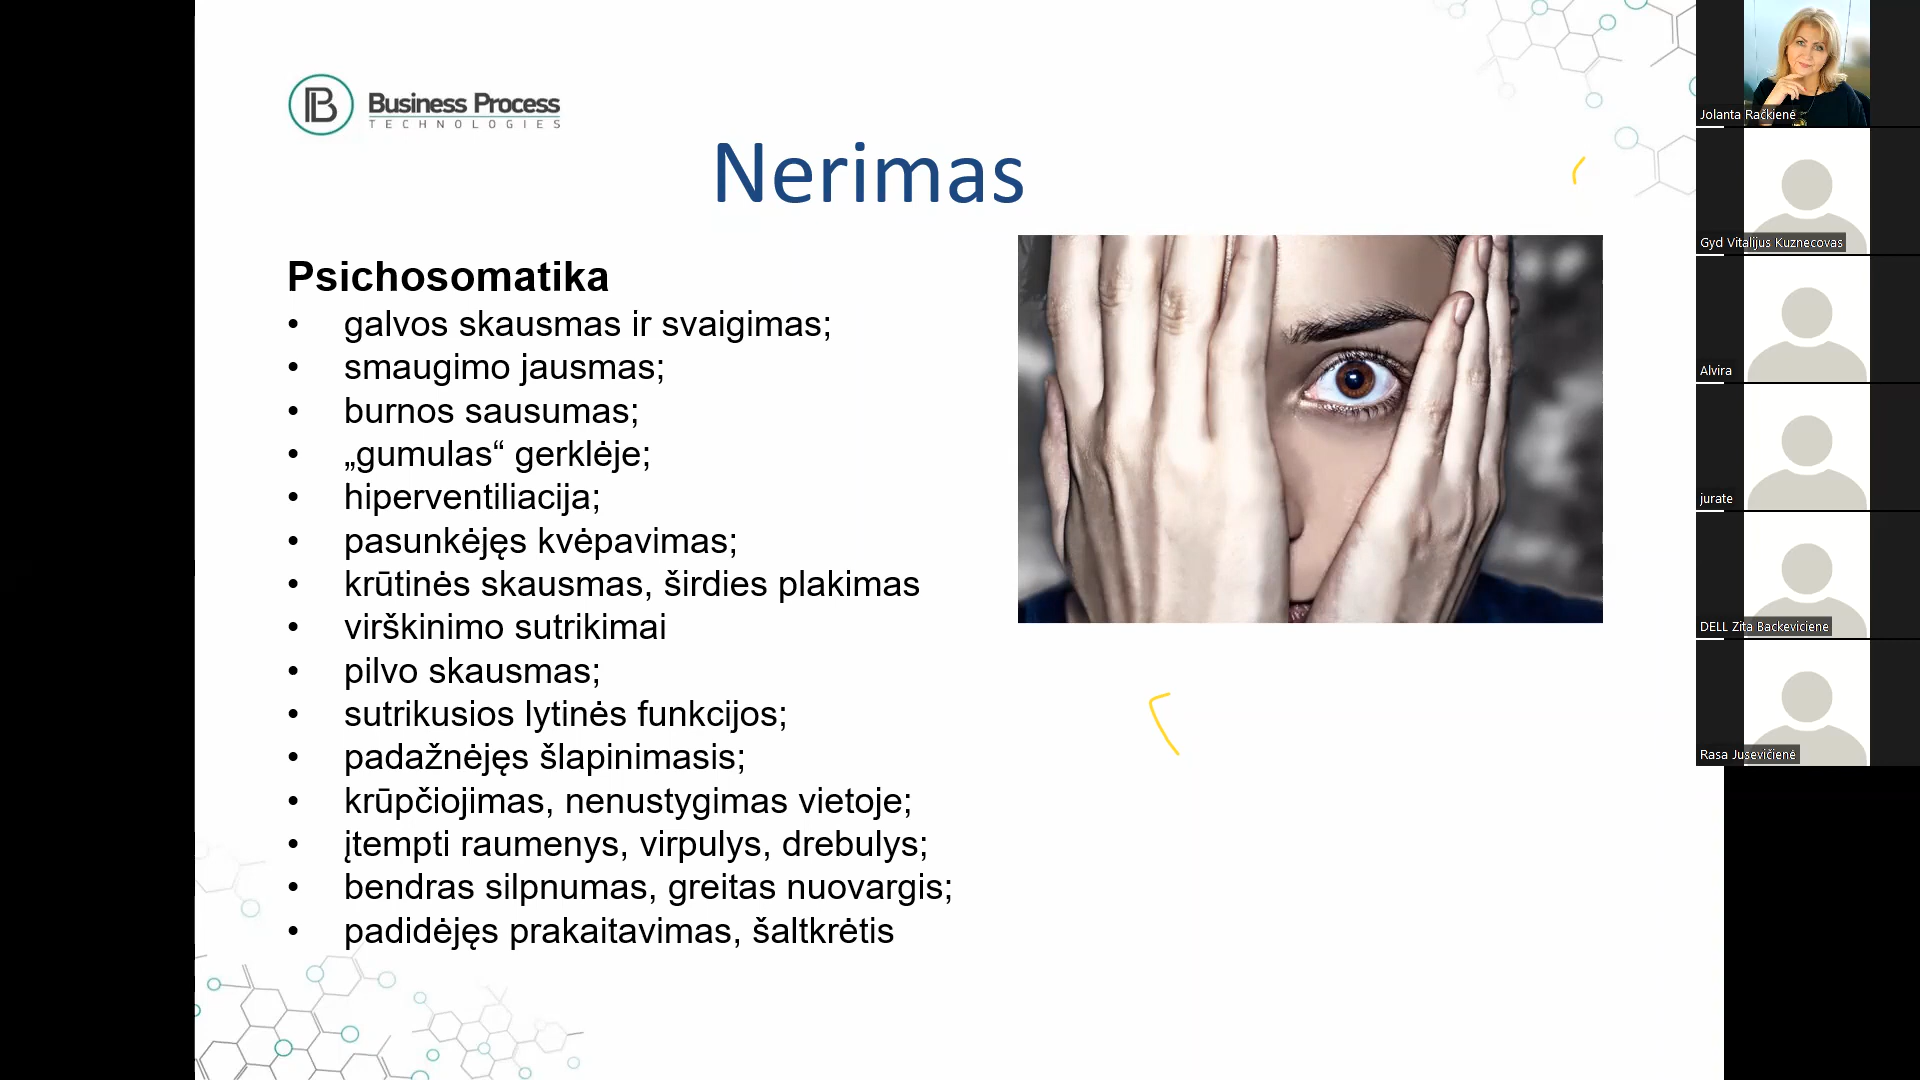 Business Process
TECHNOLOGIES
Nerimas
Psichosomatika
• galvos skausmas ir svaigimas;
• smaugimo jausmas;
• burnos sausumas;
• „gumulas“ gerklėje;
• hiperventiliacija;
• pasunkėjęs kvėpavimas;
• krūtinės skausmas, širdies plakimas
• virškinimo sutrikimai
• pilvo skausmas;
• sutrikusios lytinės funkcijos;
• padažnėjęs šlapinimasis;
• krūpčiojimas, nenustygimas vietoje;
• įtempti raumenys, virpulys, drebulys;
• bendras silpnumas, greitas nuovargis;
• padidėjęs prakaitavimas, šaltkrėtis
Jolanta Račkienė
Gyd Vitalijus Kuznecovas
Alvira
jurate
DELL Zita Backeviciene
Rasa Jusevičienė